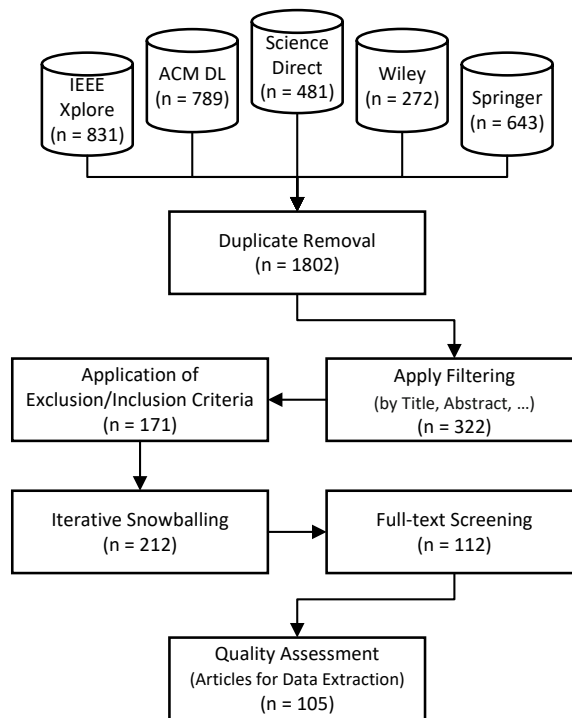 IEEE
Xplore
(n = 831)
ACM DL
(n = 789)
Science
Direct
(n = 481)
Wiley
(n = 272)
Springer
(n = 643)
Duplicate Removal
(n = 1802)
Application of
Exclusion/Inclusion Criteria
(n = 171)
Apply Filtering
(by Title, Abstract, ...)
(n = 322)
Iterative Snowballing
(n = 212)
Full-text Screening
(n = 112)
Quality Assessment
(Articles for Data Extraction)
(n = 105)